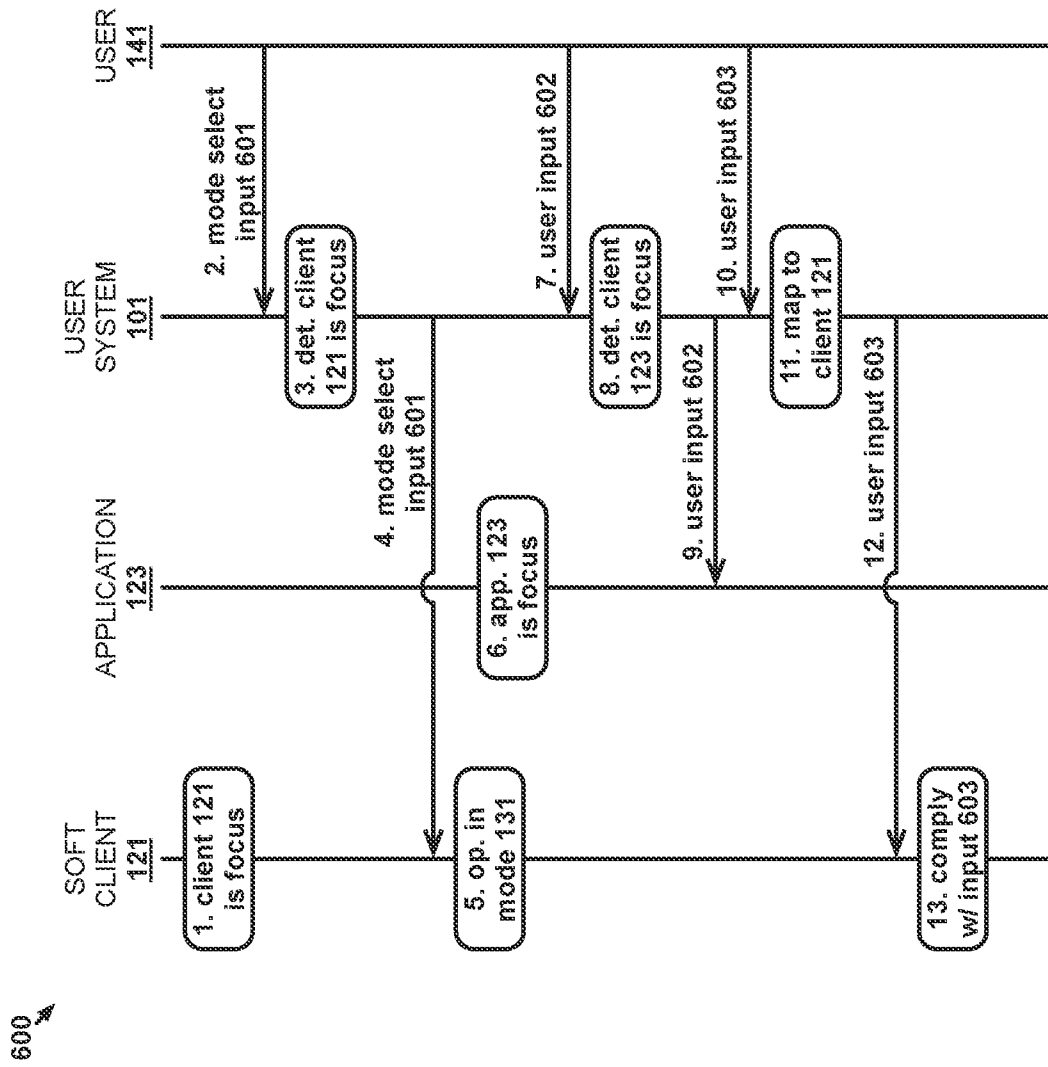 600
SOFT
CLIENT
121
APPLICATION
123
USER
SYSTEM
101
USER
141
1. client 121
is focus
2. mode select
input 601
3. det. client
121 is focus
4. mode select
input 601
5. op. in
mode 131
6. app. 123
is focus
7. user input 602
8. det. client
123 is focus
9. user input 602
10. user input 603
11. map to
client 121
12. user input 603
13. comply
w/ input 603